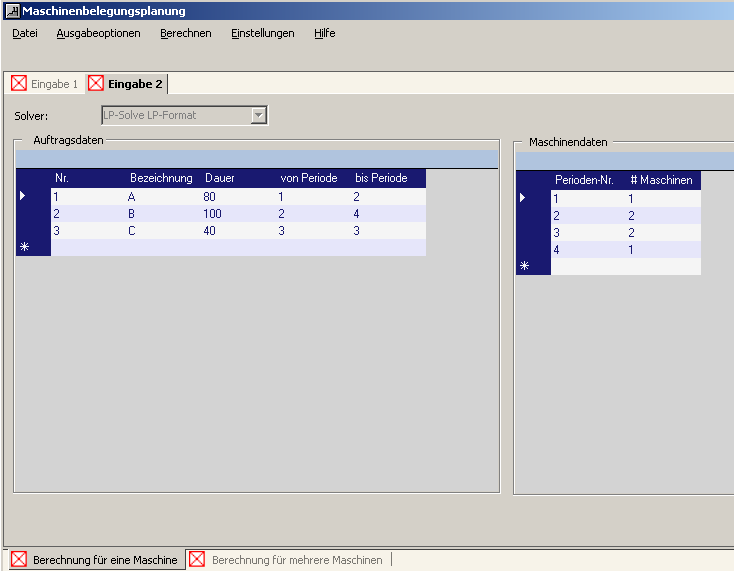 Maschinenbelegungsplanung
Datei Ausgabeoptionen Berechnen Einstellungen Hilfe
Eingabe 1 Eingabe 2
Solver: LP-Solve LP-Format
Auftragsdaten
Nr. Bezeichnung Dauer von Periode bis Periode
1 A 80 1 2
2 B 100 2 4
3 C 40 3 3
Maschinendaten
Perioden-Nr. # Maschinen
1 1
2 2
3 2
4 1
Berechnung für eine Maschine Berechnung für mehrere Maschinen